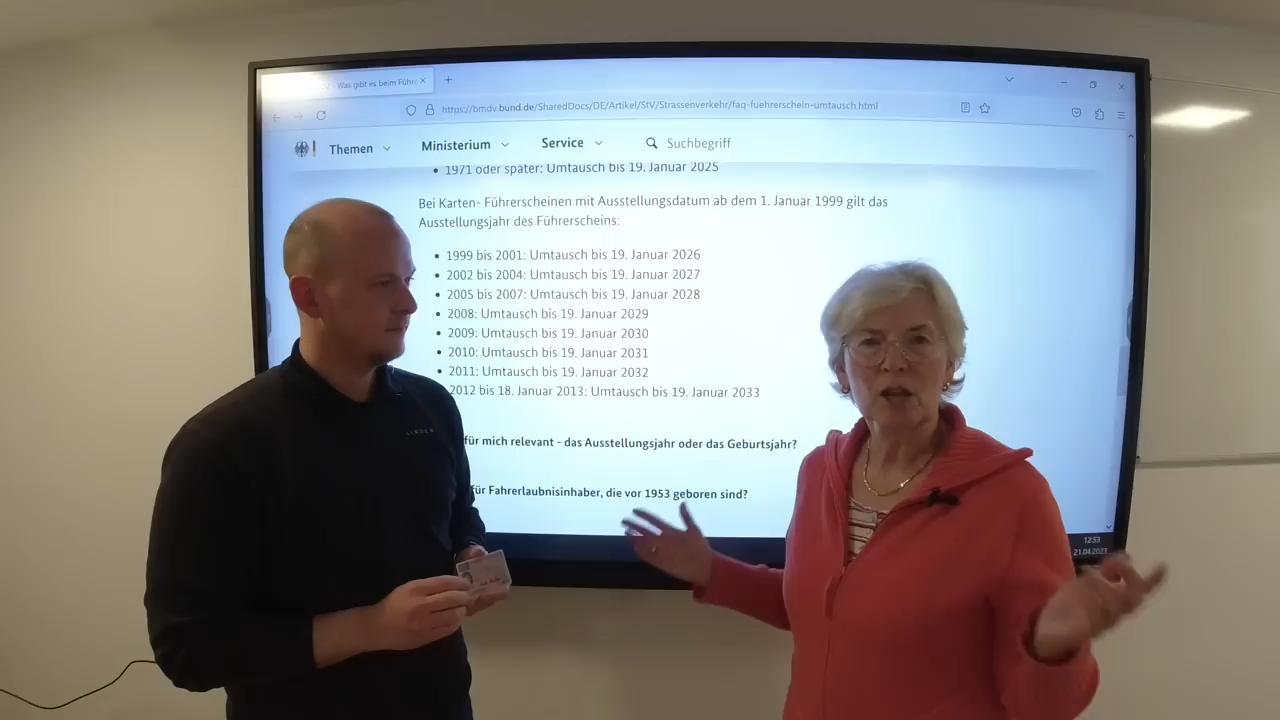 Was gibt es beim Führe
https://bmdv.bund.de/SharedDocs/DE/Artikel/StV/Strassenverkehr/faq-fuehrerschein-umtausch.html
Themen Ministerium Service Suchbegriff
• 1971 oder später: Umtausch bis 19. Januar 2025
Bei Karten- Führerscheinen mit Ausstellungsdatum ab dem 1. Januar 1999 gilt das
Ausstellungsjahr des Führerscheins:
• 1999 bis 2001: Umtausch bis 19. Januar 2026
• 2002 bis 2004: Umtausch bis 19. Januar 2027
• 2005 bis 2007: Umtausch bis 19. Januar 2028
• 2008: Umtausch bis 19. Januar 2029
• 2009: Umtausch bis 19. Januar 2030
• 2010: Umtausch bis 19. Januar 2031
• 2011: Umtausch bis 19. Januar 2032
2012 bis 18. Januar 2013: Umtausch bis 19. Januar 2033
für mich relevant - das Ausstellungsjahr oder das Geburtsjahr?
für Fahrerlaubnisinhaber, die vor 1953 geboren sind?
12:53
21.04.2023